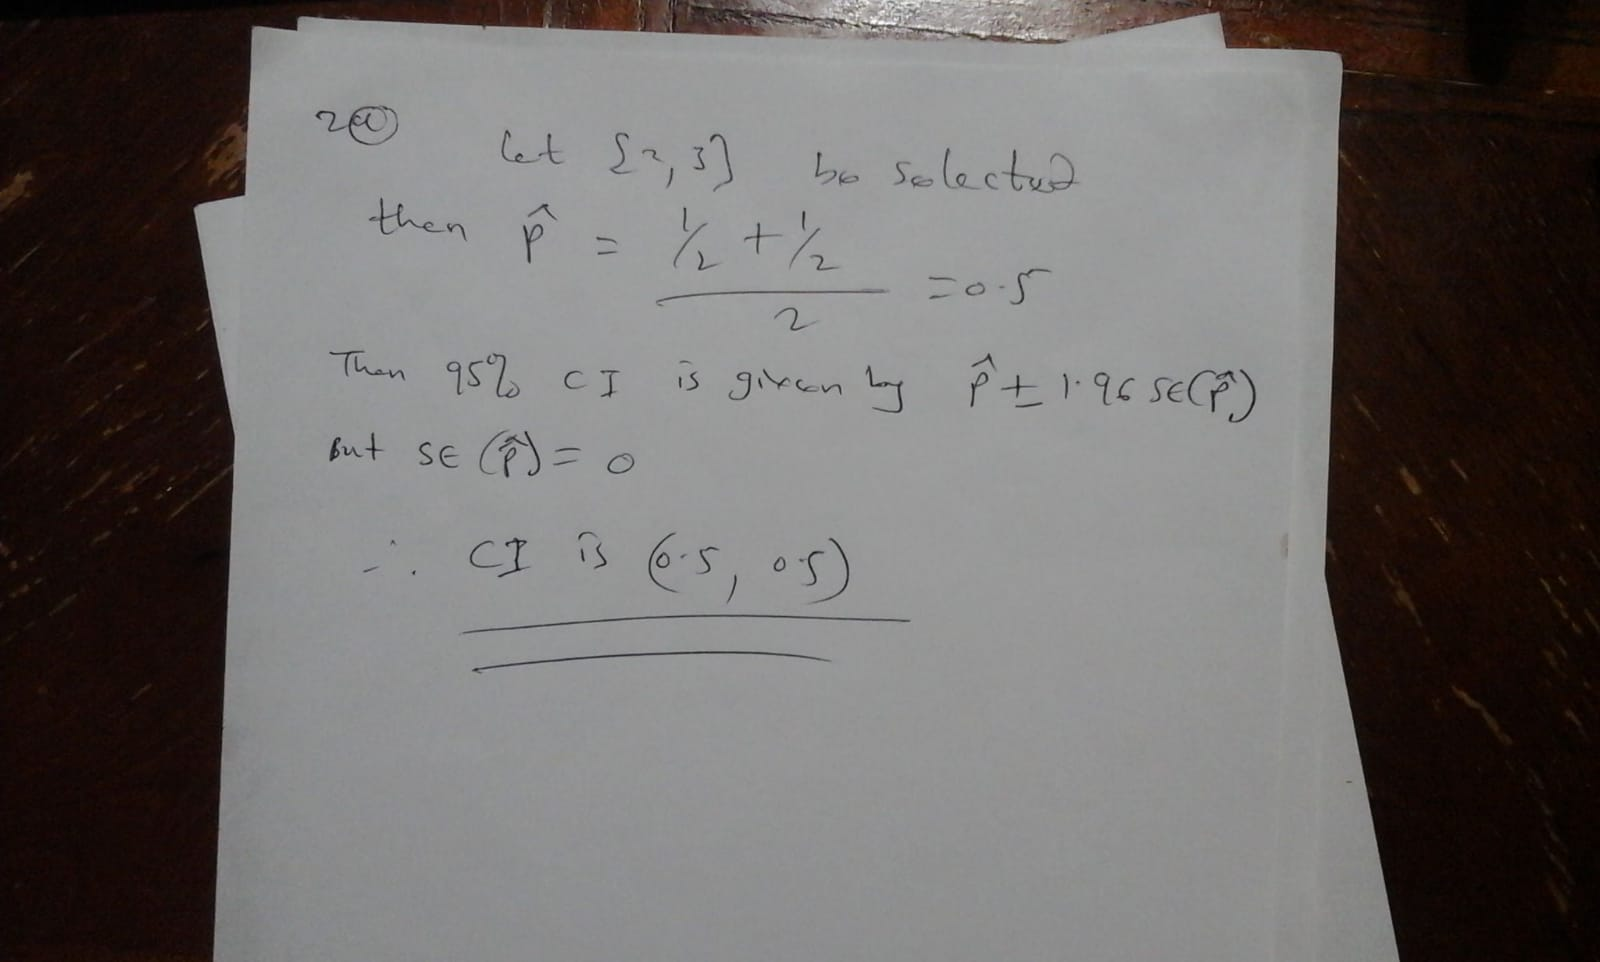 2ⓐ
Let {2, 3} be selected
then p̂ = (1/2 + 1/2)/2 = 0.5
Then 95% CI is given by p̂ ± 1.96 SE(p̂)
But SE(p̂) = 0
∴ CI is (0.5, 0.5)